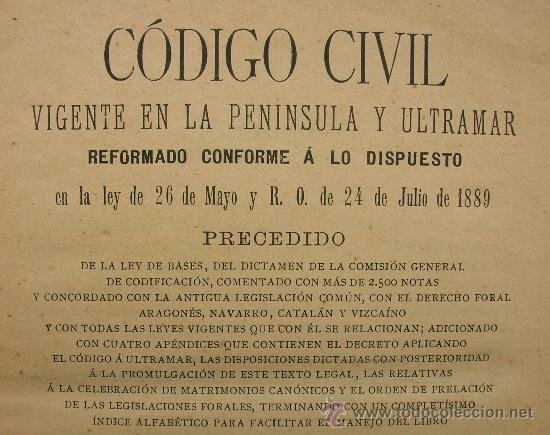 CÓDIGO CIVIL
VIGENTE EN LA PENINSULA Y ULTRAMAR
REFORMADO CONFORME Á LO DISPUESTO
en la ley de 26 de Mayo y R. O. de 24 de Julio de 1889
PRECEDIDO
DE LA LEY DE BASES, DEL DICTAMEN DE LA COMISIÓN GENERAL
DE CODIFICACIÓN, COMENTADO CON MÁS DE 2.500 NOTAS
Y CONCORDADO CON LA ANTIGUA LEGISLACIÓN COMÚN, CON EL DERECHO FORAL
ARAGONÉS, NAVARRO, CATALÁN Y VIZCAÍNO
Y CON TODAS LAS LEYES VIGENTES QUE CON ÉL SE RELACIONAN; ADICIONADO
CON CUATRO APÉNDICES QUE CONTIENEN EL DECRETO APLICANDO
EL CÓDIGO Á ULTRAMAR, LAS DISPOSICIONES DICTADAS CON POSTERIORIDAD
Á LA PROMULGACIÓN DE ESTE TEXTO LEGAL, LAS RELATIVAS
Á LA CELEBRACIÓN DE MATRIMONIOS CANÓNICOS Y EL ORDEN DE PRELACIÓN
DE LAS LEGISLACIONES FORALES, TERMINANDO CON UN COMPLETÍSIMO
ÍNDICE ALFABÉTICO PARA FACILITAR EL MANEJO DEL LIBRO
todocoleccion.net